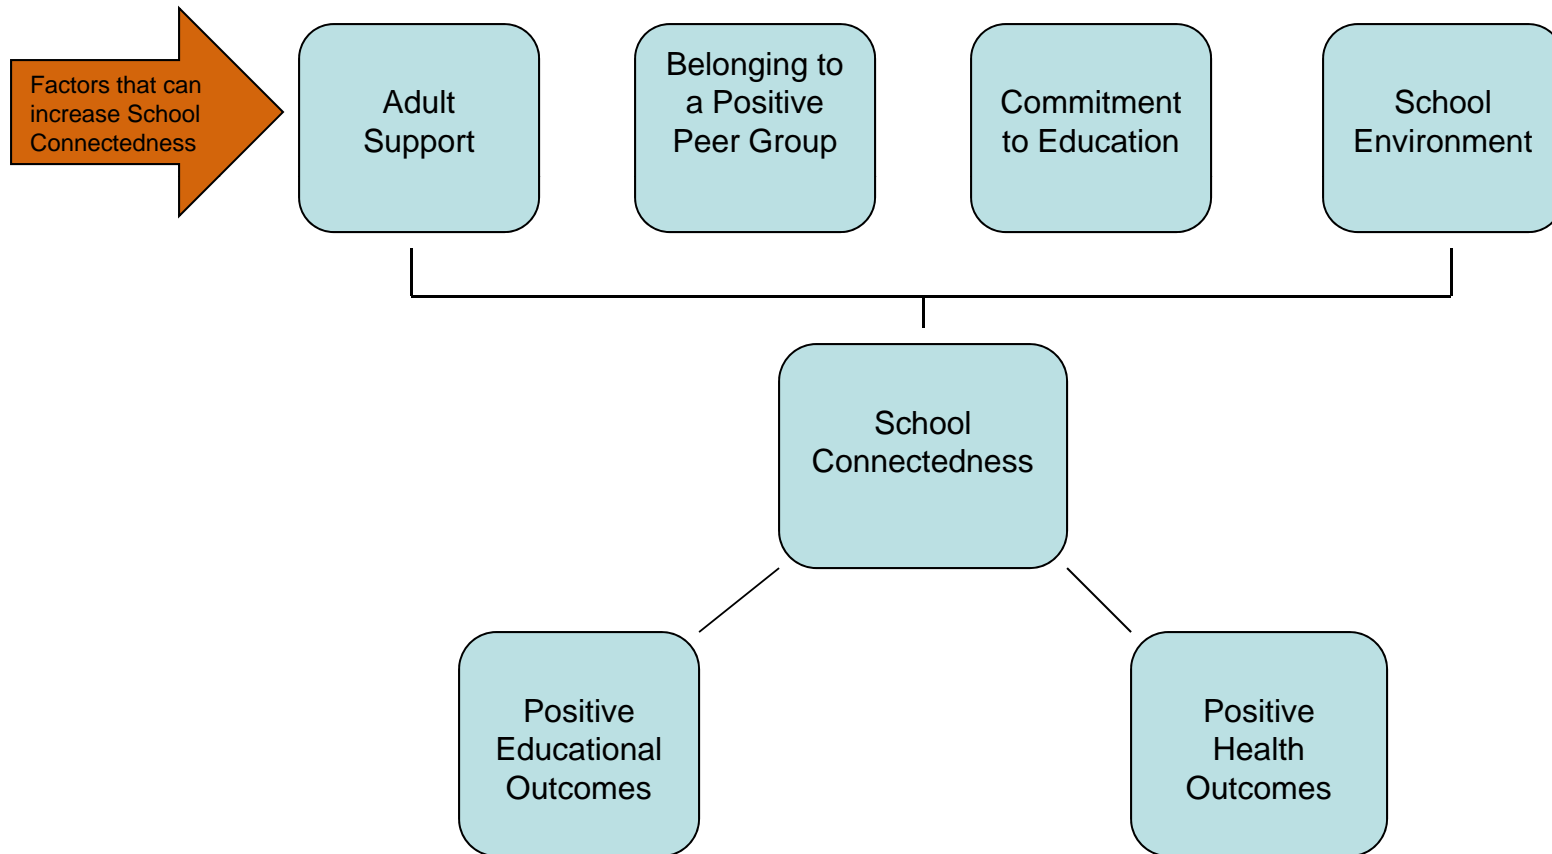 Factors that can
increase School
Connectedness
Adult
Support
Belonging to
a Positive
Peer Group
Commitment
to Education
School
Environment
School
Connectedness
Positive
Educational
Outcomes
Positive
Health
Outcomes